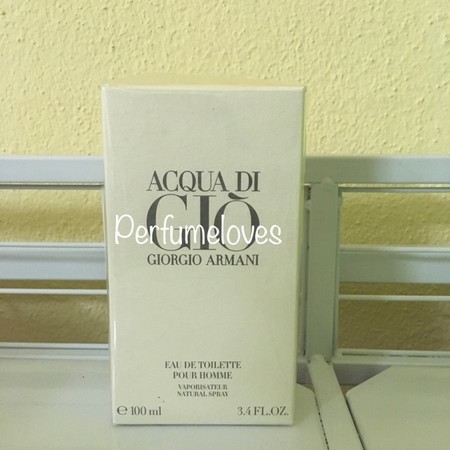 ACQUA DI
GIÒ
Perfumeloves
GIORGIO ARMANI
EAU DE TOILETTE
POUR HOMME
VAPORISATEUR
NATURAL SPRAY
℮ 100 ml 3.4 FL.OZ.